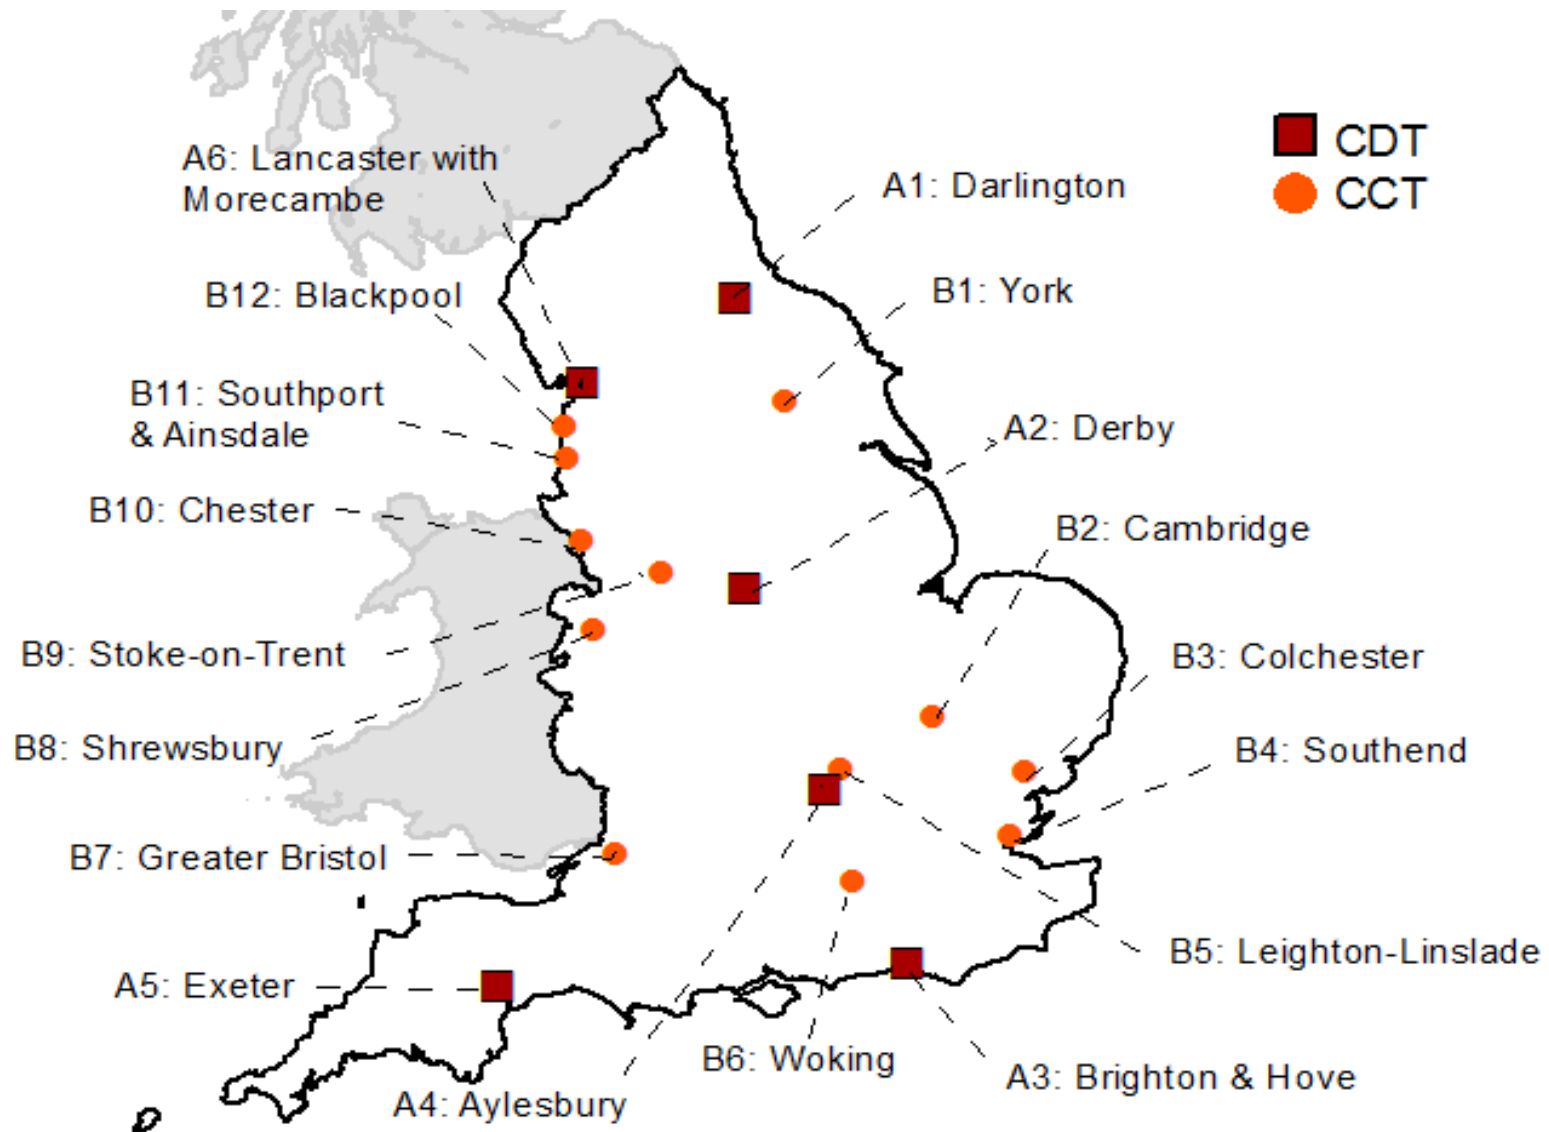 CDT
CCT
A6: Lancaster with
Morecambe
A1: Darlington
B12: Blackpool
B1: York
B11: Southport
& Ainsdale
A2: Derby
B10: Chester
B2: Cambridge
B9: Stoke-on-Trent
B3: Colchester
B8: Shrewsbury
B4: Southend
B7: Greater Bristol
B5: Leighton-Linslade
A5: Exeter
B6: Woking
A3: Brighton & Hove
A4: Aylesbury